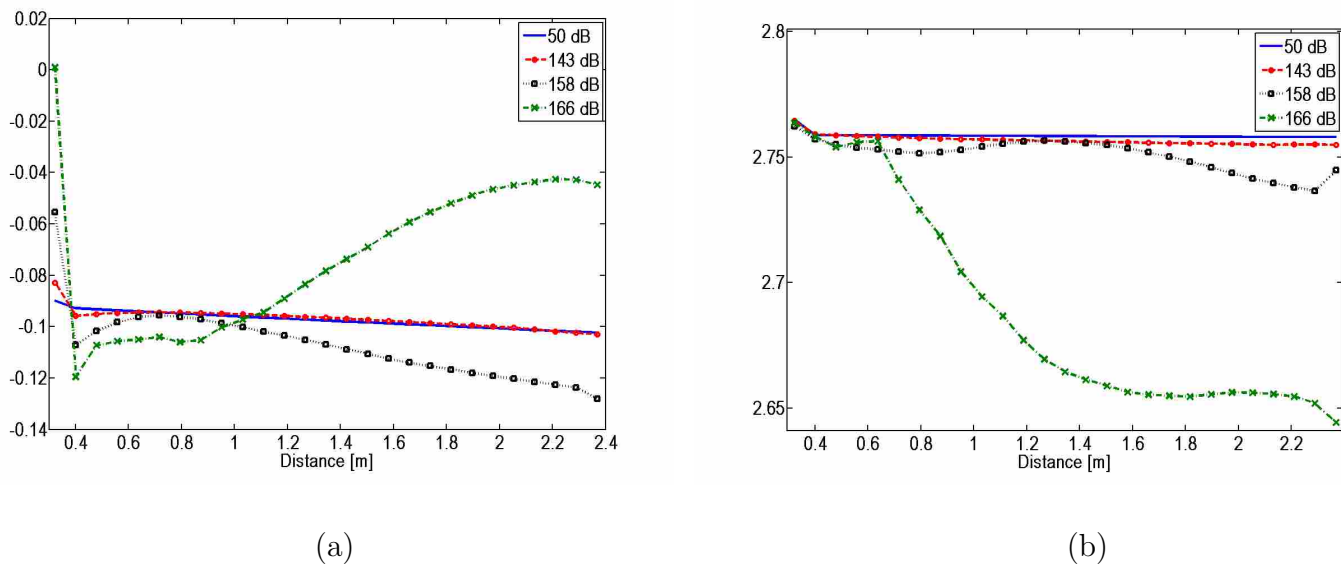 0.02
0
-0.02
-0.04
-0.06
-0.08
-0.1
-0.12
-0.14
0.4 0.6 0.8 1 1.2 1.4 1.6 1.8 2 2.2 2.4
Distance [m]
50 dB
143 dB
158 dB
166 dB
(a)
2.8
2.75
2.7
2.65
0.4 0.6 0.8 1 1.2 1.4 1.6 1.8 2 2.2
Distance [m]
50 dB
143 dB
158 dB
166 dB
(b)